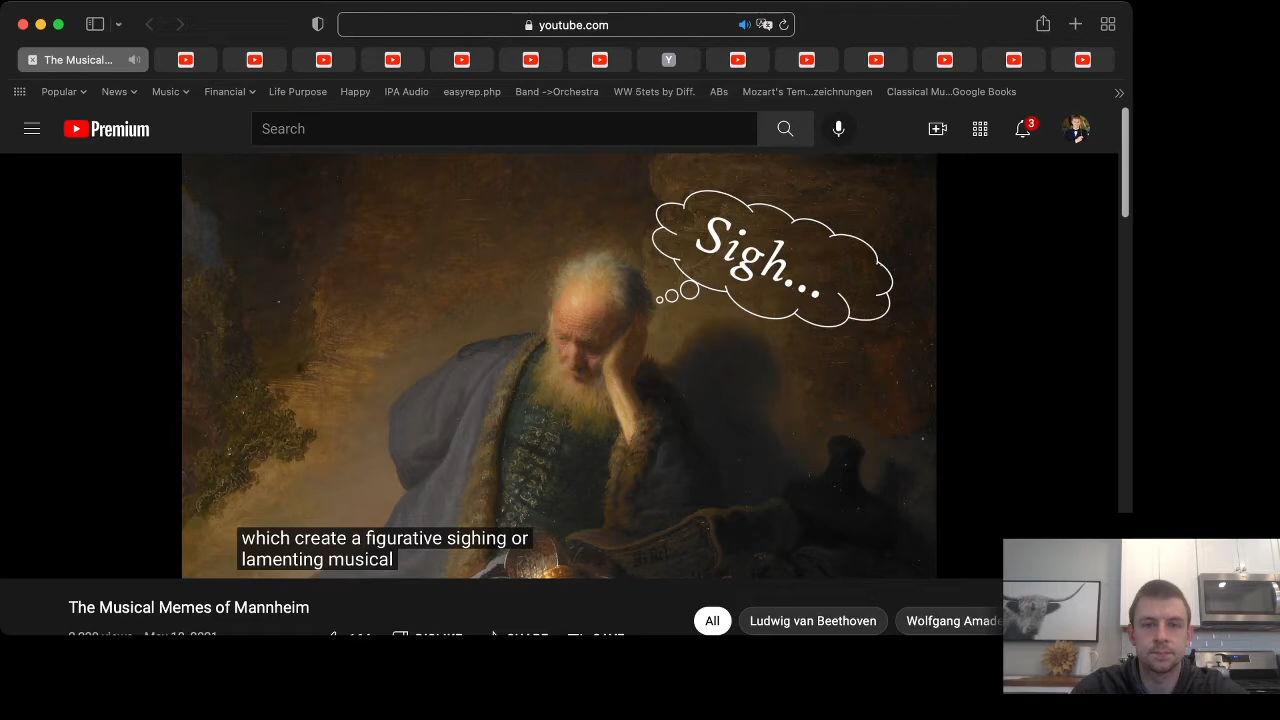 youtube.com
The Musical...
Y
Popular News Music Financial Life Purpose Happy IPA Audio easyrep.php Band ->Orchestra WW 5tets by Diff. ABs Mozart's Tem...zeichnungen Classical Mu...Google Books
Premium
Search
3
Sigh...
which create a figurative sighing or
lamenting musical
The Musical Memes of Mannheim
All Ludwig van Beethoven Wolfgang Amade